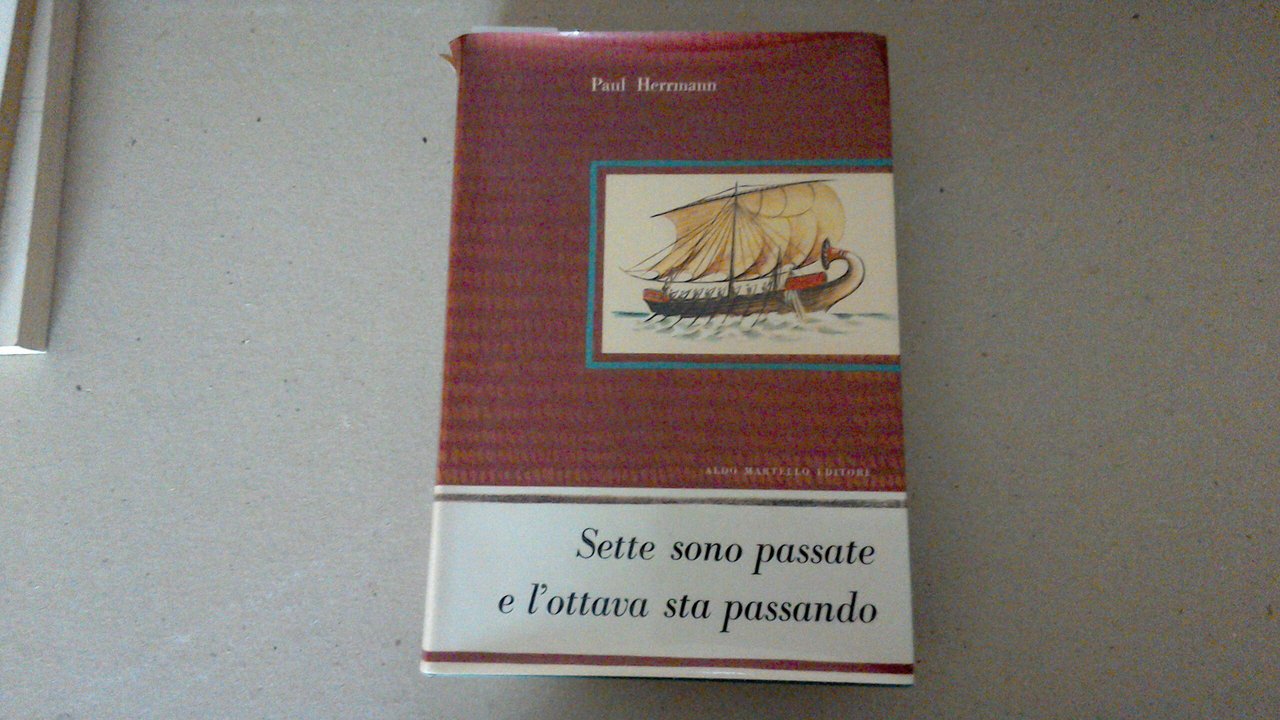 Paul Herrmann
ALDO MARTELLO EDITORE
Sette sono passate
e l'ottava sta passando